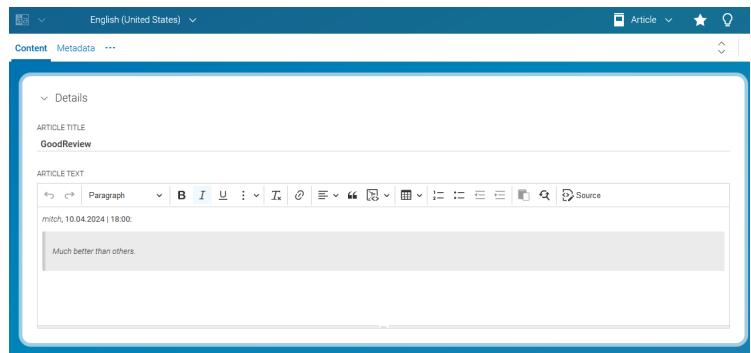 English (United States)
Article
Content Metadata ...
Details
ARTICLE TITLE
GoodReview
ARTICLE TEXT
Paragraph B I U Source
mitch, 10.04.2024 | 18:00:
Much better than others.